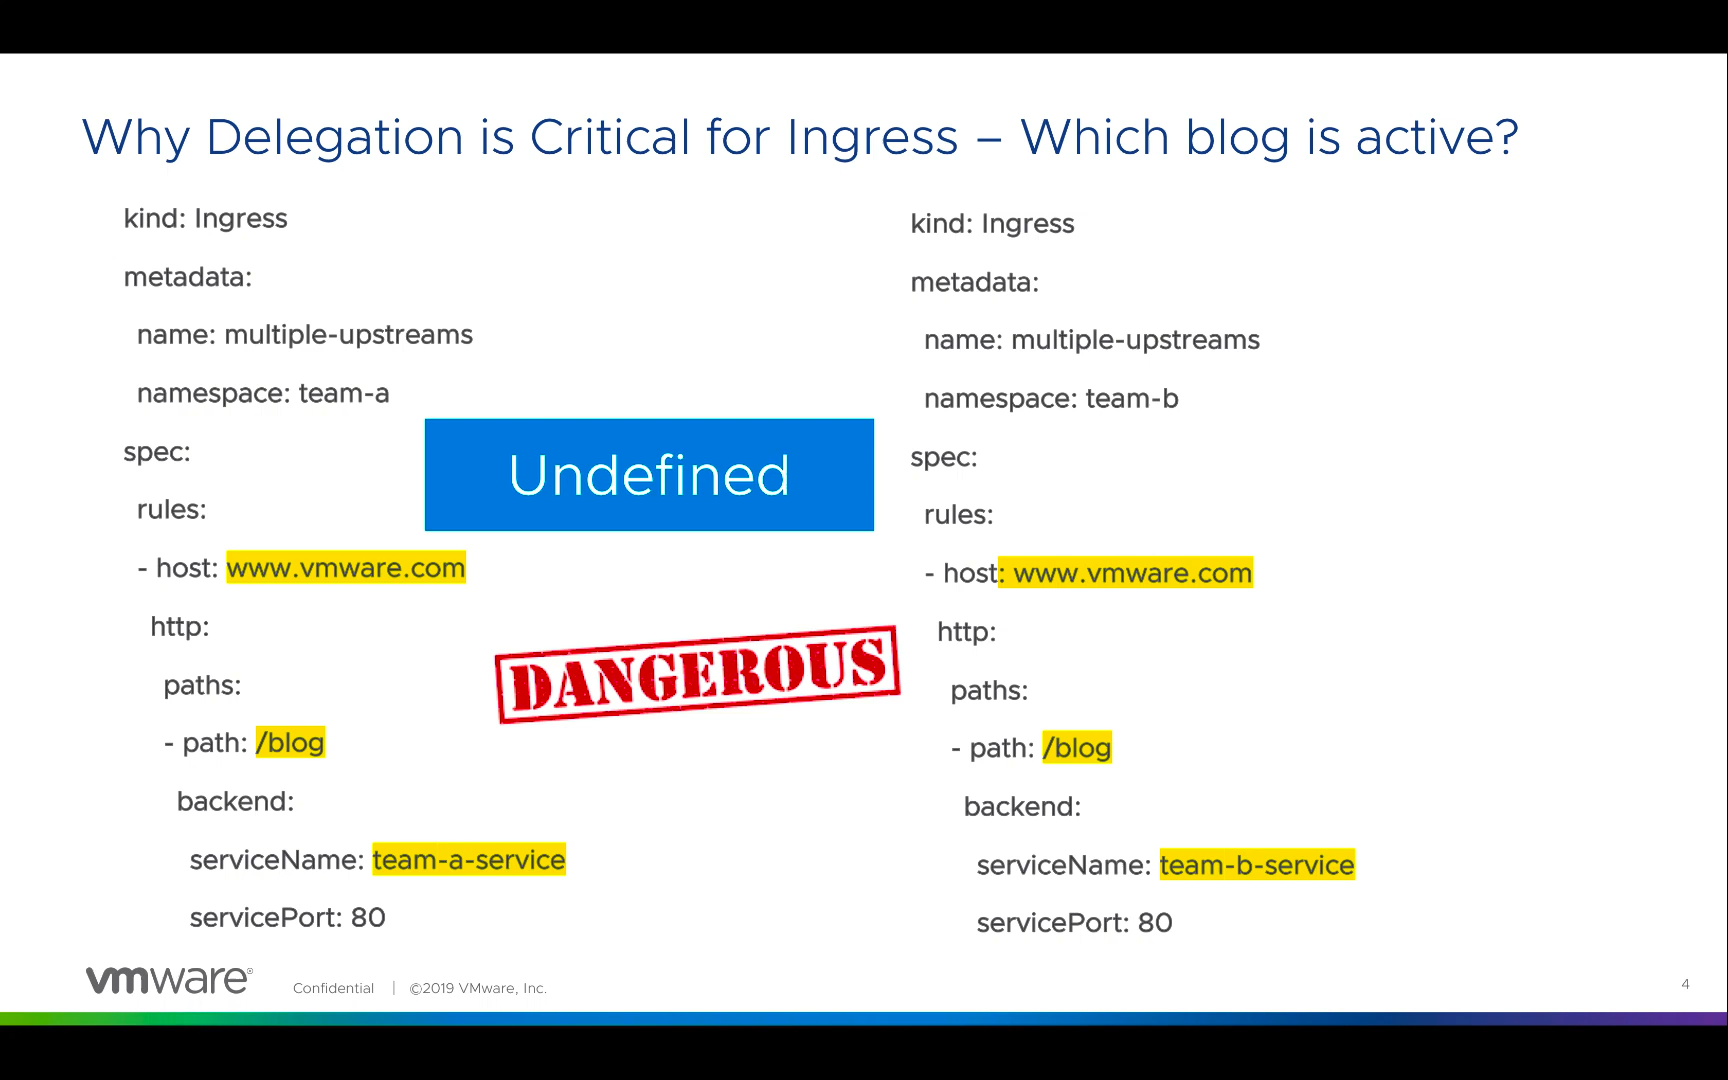 Why Delegation is Critical for Ingress – Which blog is active?
kind: Ingress
metadata:
name: multiple-upstreams
namespace: team-a
spec:
rules:
- host: www.vmware.com
http:
paths:
- path: /blog
backend:
serviceName: team-a-service
servicePort: 80
Undefined
DANGEROUS
kind: Ingress
metadata:
name: multiple-upstreams
namespace: team-b
spec:
rules:
- host: www.vmware.com
http:
paths:
- path: /blog
backend:
serviceName: team-b-service
servicePort: 80
vmware®
Confidential | ©2019 VMware, Inc.
4